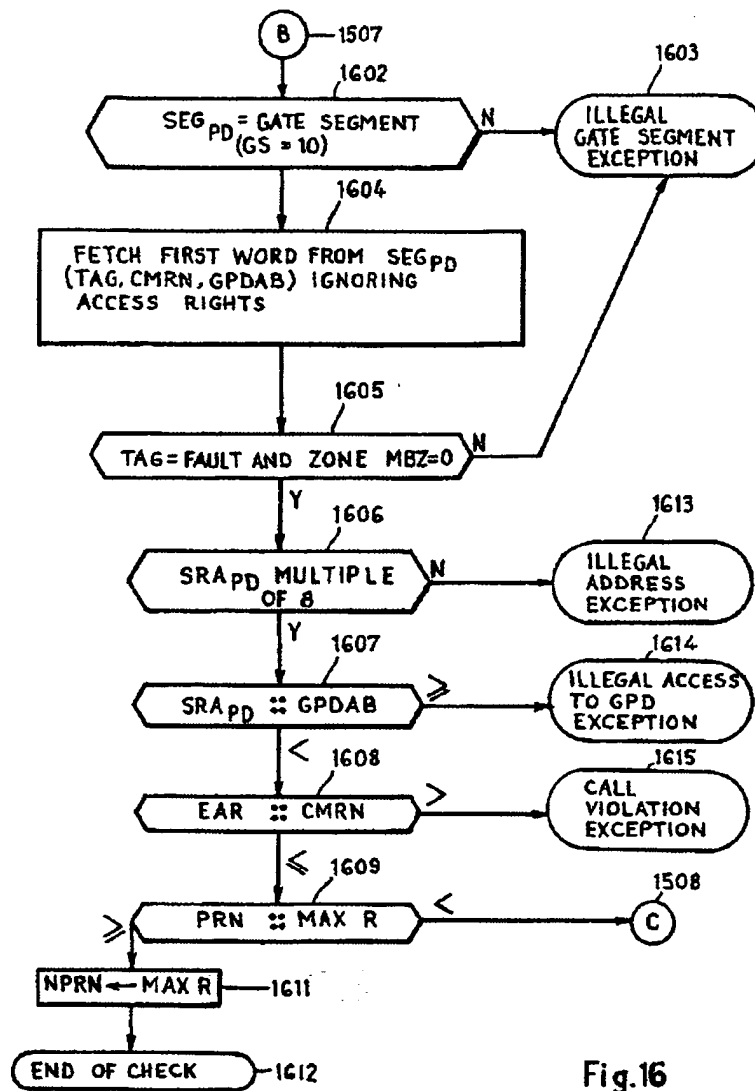 B
1507
1602
1603
SEG PD = GATE SEGMENT
(GS = 10)
N
ILLEGAL
GATE SEGMENT
EXCEPTION
1604
FETCH FIRST WORD FROM SEG PD
(TAG, CMRN, GPDAB) IGNORING
ACCESS RIGHTS
1605
TAG=FAULT AND ZONE MBZ=0
N
Y
1606
1613
SRA PD MULTIPLE
OF 8
N
ILLEGAL
ADDRESS
EXCEPTION
Y
1607
1614
SRA PD :: GPDAB
≥
ILLEGAL ACCESS
TO GPD
EXCEPTION
<
1608
1615
EAR :: CMRN
>
CALL
VIOLATION
EXCEPTION
≤
1609
1508
PRN :: MAX R
<
C
≥
NPRN ← MAX R
1611
END OF CHECK
1612
Fig.16